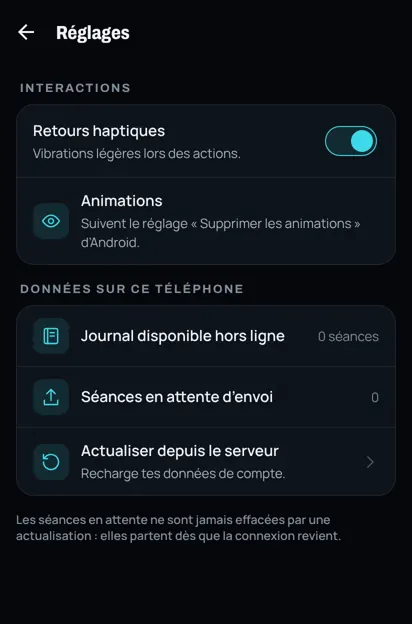 Réglages
INTERACTIONS
Retours haptiques
Vibrations légères lors des actions.
Animations
Suivent le réglage « Supprimer les animations »
d’Android.
DONNÉES SUR CE TÉLÉPHONE
Journal disponible hors ligne
0 séances
Séances en attente d’envoi
0
Actualiser depuis le serveur
Recharge tes données de compte.
Les séances en attente ne sont jamais effacées par une
actualisation : elles partent dès que la connexion revient.